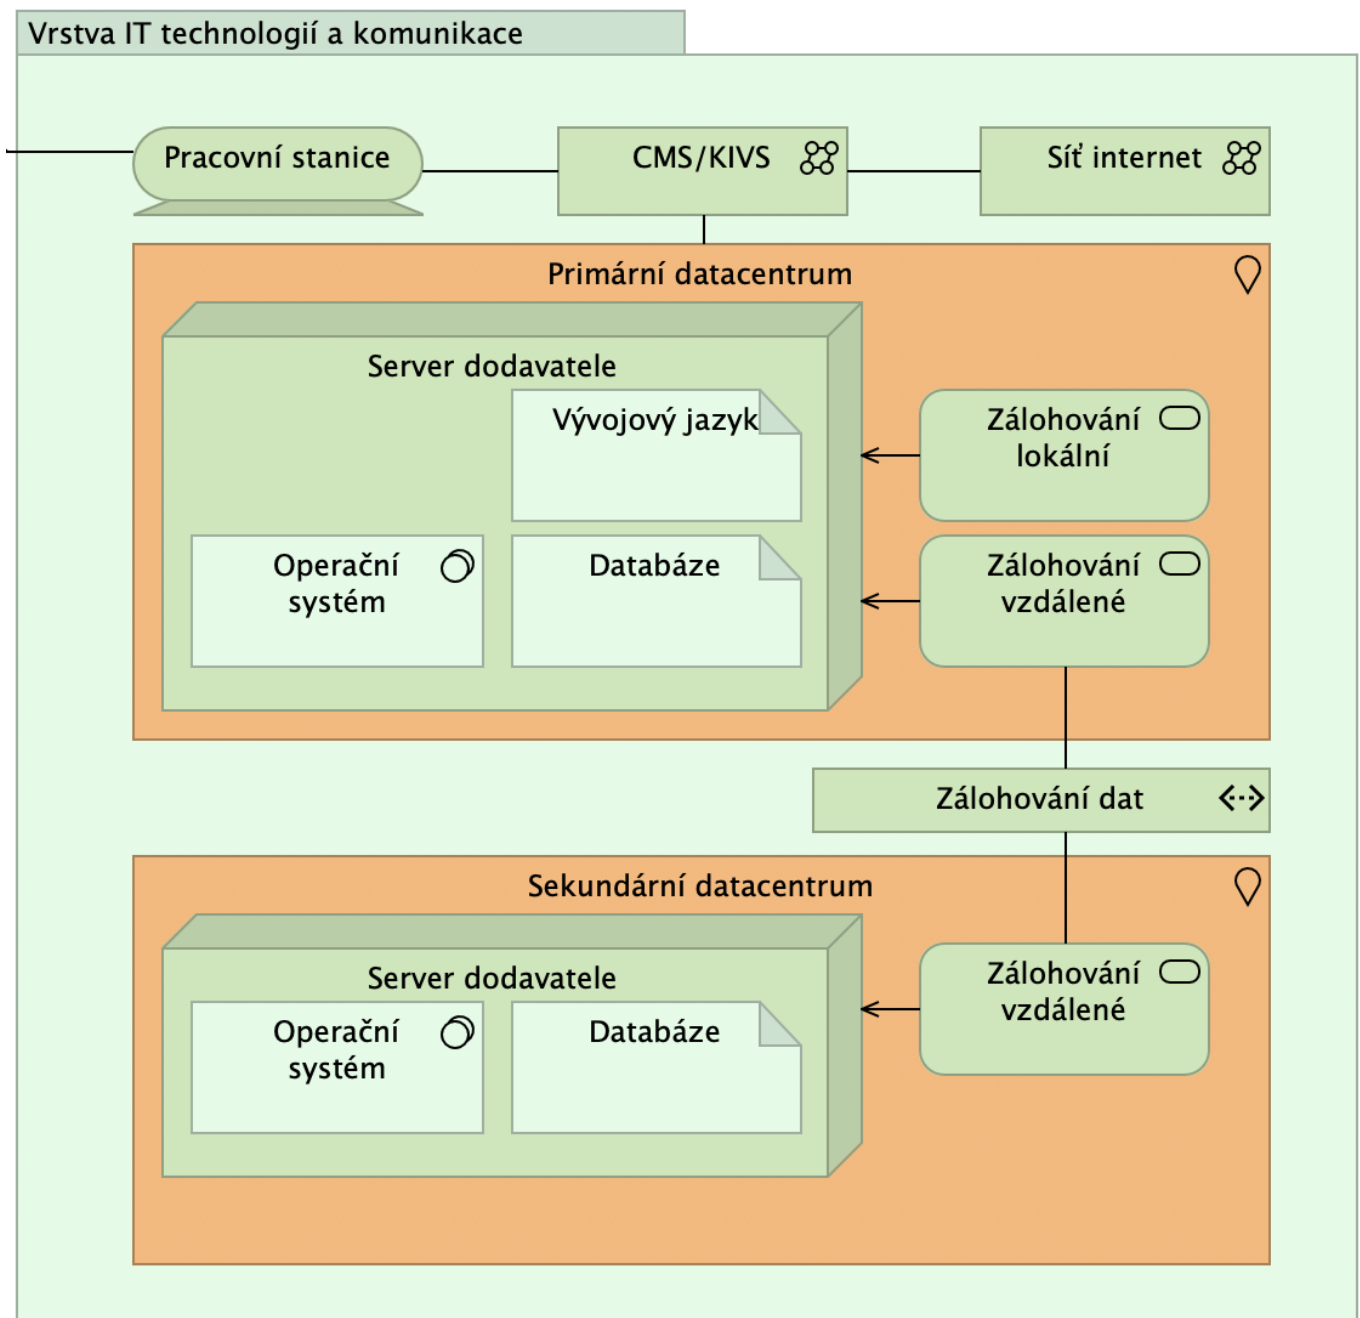 Vrstva IT technologií a komunikace
Pracovní stanice
CMS/KIVS
Síť internet
Primární datacentrum
Server dodavatele
Vývojový jazyk
Zálohování
lokální
Operační
systém
Databáze
Zálohování
vzdálené
Zálohování dat
Sekundární datacentrum
Server dodavatele
Operační
systém
Databáze
Zálohování
vzdálené